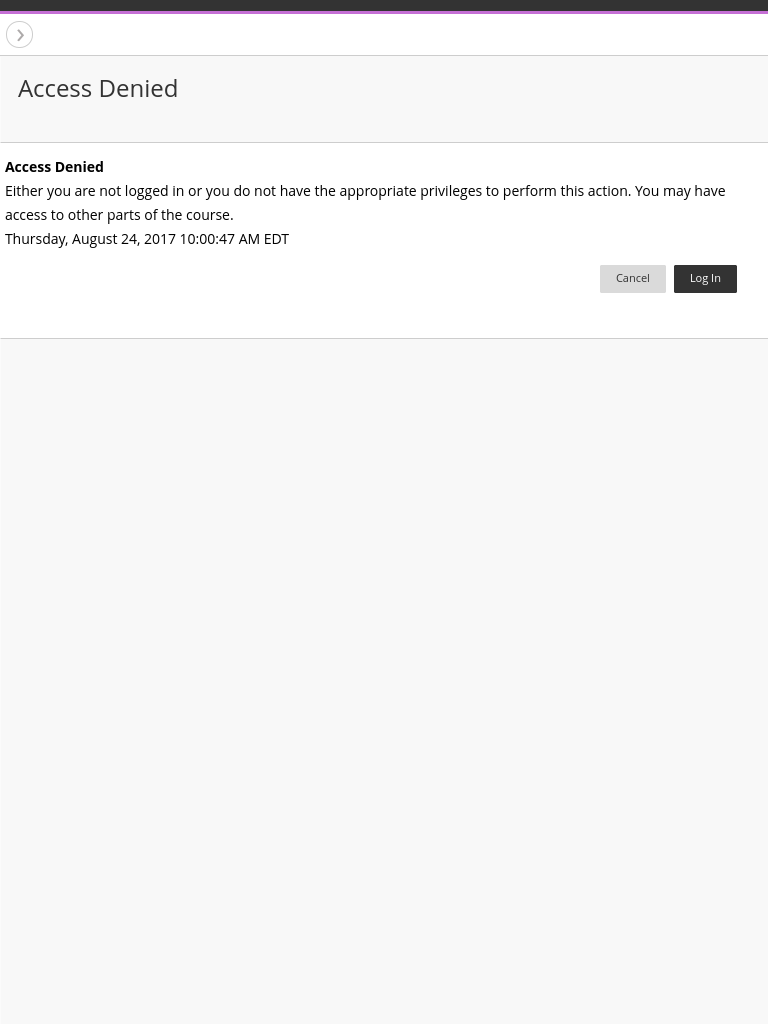 Access Denied
Access Denied
Either you are not logged in or you do not have the appropriate privileges to perform this action. You may have
access to other parts of the course.
Thursday, August 24, 2017 10:00:47 AM EDT
Cancel Log In